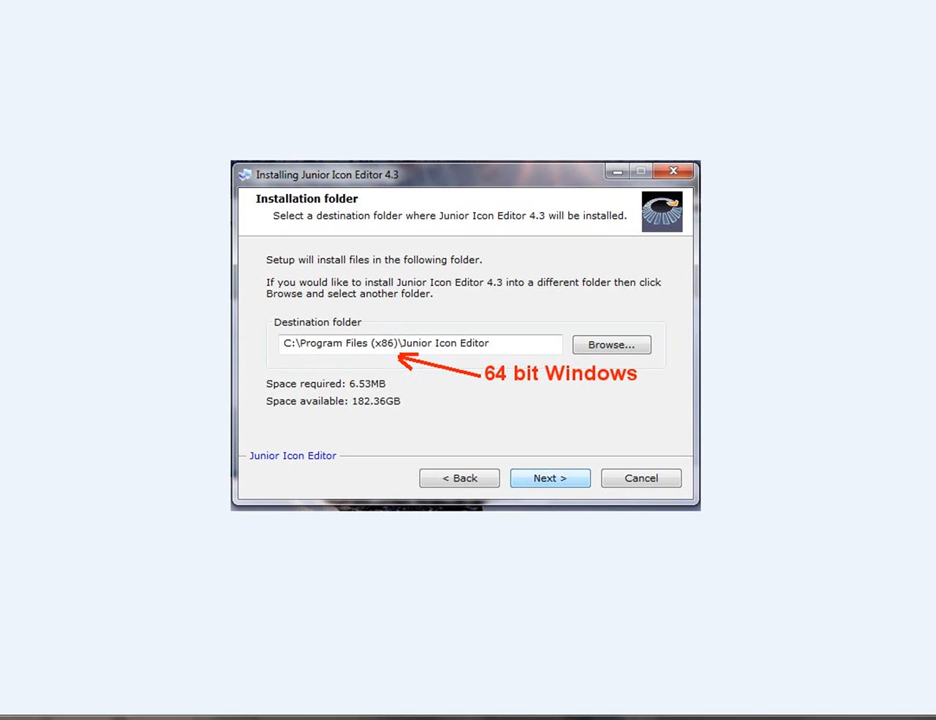 Installing Junior Icon Editor 4.3
Installation folder
Select a destination folder where Junior Icon Editor 4.3 will be installed.
Setup will install files in the following folder.
If you would like to install Junior Icon Editor 4.3 into a different folder then click
Browse and select another folder.
Destination folder
C:\Program Files (x86)\Junior Icon Editor
Browse...
64 bit Windows
Space required: 6.53MB
Space available: 182.36GB
Junior Icon Editor
< Back
Next >
Cancel